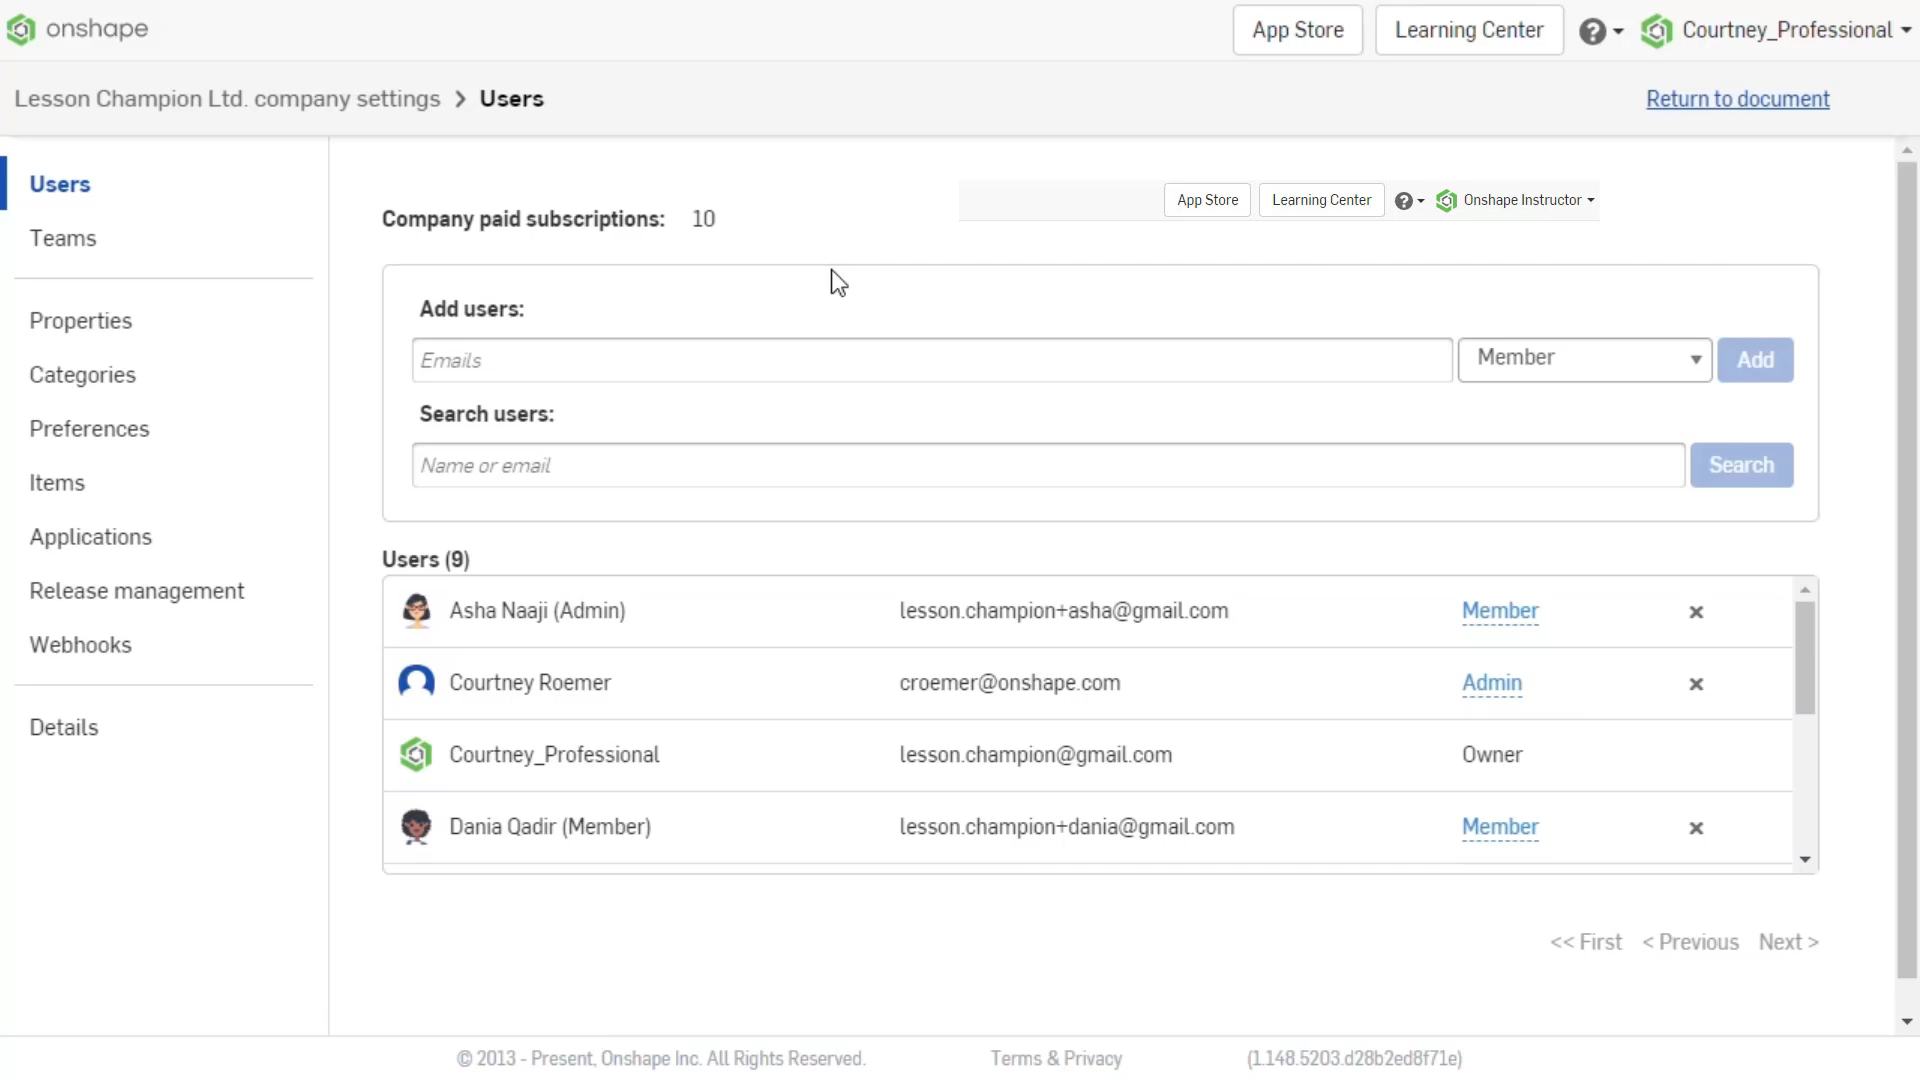 onshape
App Store
Learning Center
Courtney_Professional
Lesson Champion Ltd. company settings > Users
Return to document
Users
Teams
Properties
Categories
Preferences
Items
Applications
Release management
Webhooks
Details
Company paid subscriptions: 10
App Store
Learning Center
Onshape Instructor
Add users:
Emails
Member
Add
Search users:
Name or email
Search
Users (9)
Asha Naaji (Admin) lesson.champion+asha@gmail.com Member
Courtney Roemer croemer@onshape.com Admin
Courtney_Professional lesson.champion@gmail.com Owner
Dania Qadir (Member) lesson.champion+dania@gmail.com Member
<< First < Previous Next >
© 2013 - Present, Onshape Inc. All Rights Reserved. Terms & Privacy (1.148.5203.d28b2ed8f71e)